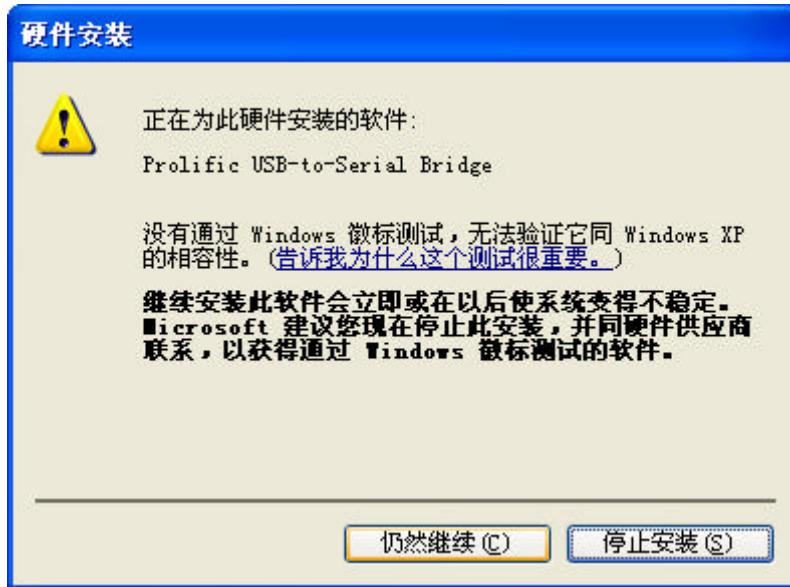 硬件安装
正在为此硬件安装的软件:
Prolific USB-to-Serial Bridge
没有通过 Windows 徽标测试，无法验证它同 Windows XP
的相容性。(告诉我为什么这个测试很重要。)
继续安装此软件会立即或在以后使系统变得不稳定。
Microsoft 建议您现在停止此安装，并同硬件供应商
联系，以获得通过 Windows 徽标测试的软件。
仍然继续(C)
停止安装(S)